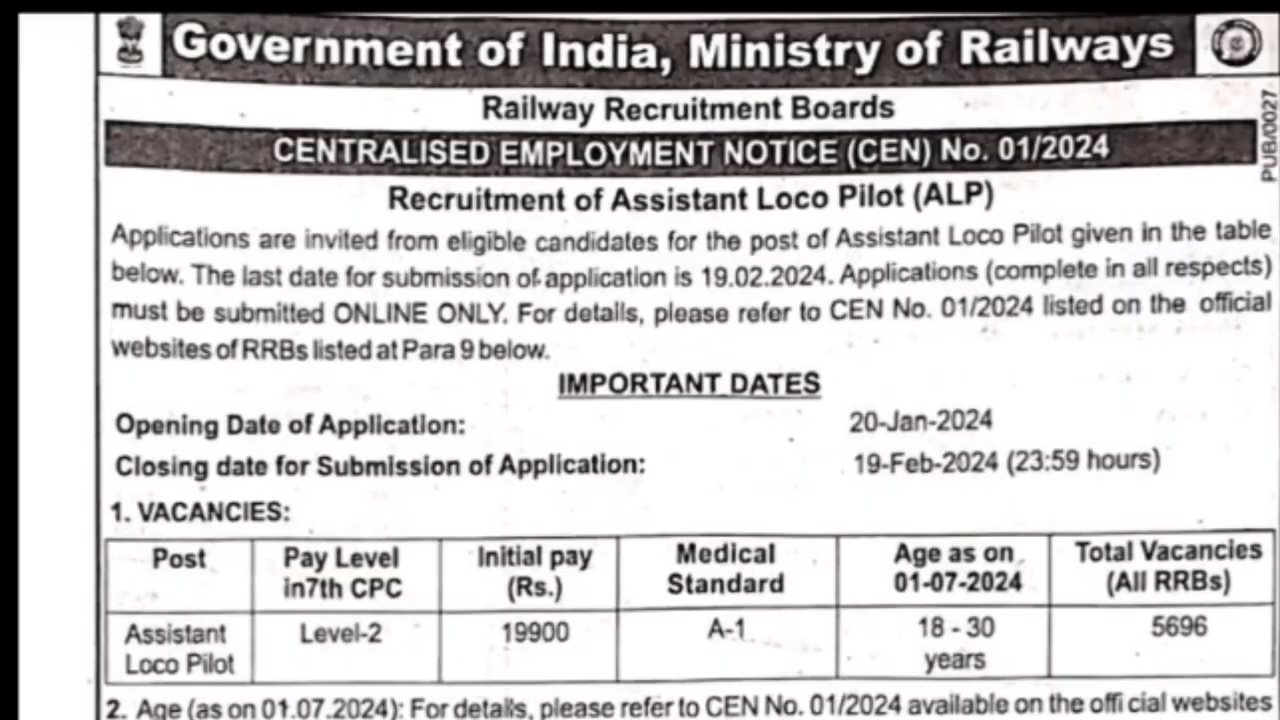 Government of India, Ministry of Railways
Railway Recruitment Boards
PUB/0027
CENTRALISED EMPLOYMENT NOTICE (CEN) No. 01/2024
Recruitment of Assistant Loco Pilot (ALP)
Applications are invited from eligible candidates for the post of Assistant Loco Pilot given in the table
below. The last date for submission of application is 19.02.2024. Applications (complete in all respects)
must be submitted ONLINE ONLY. For details, please refer to CEN No. 01/2024 listed on the official
websites of RRBs listed at Para 9 below.
IMPORTANT DATES
Opening Date of Application: 20-Jan-2024
Closing date for Submission of Application: 19-Feb-2024 (23:59 hours)
1. VACANCIES:
Post Pay Level Initial pay Medical Age as on Total Vacancies
in7th CPC (Rs.) Standard 01-07-2024 (All RRBs)
Assistant Level-2 19900 A-1 18 - 30 5696
Loco Pilot years
2. Age (as on 01.07.2024): For details, please refer to CEN No. 01/2024 available on the offi cial websites